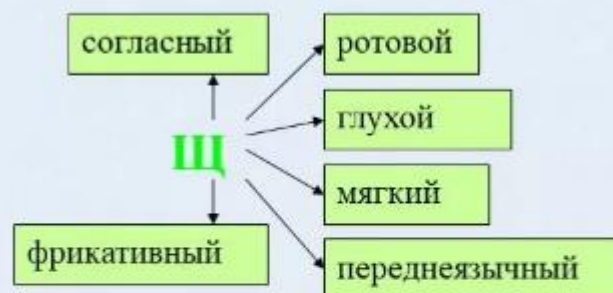 согласный
ротовой
глухой
Щ
мягкий
фрикативный
переднеязычный